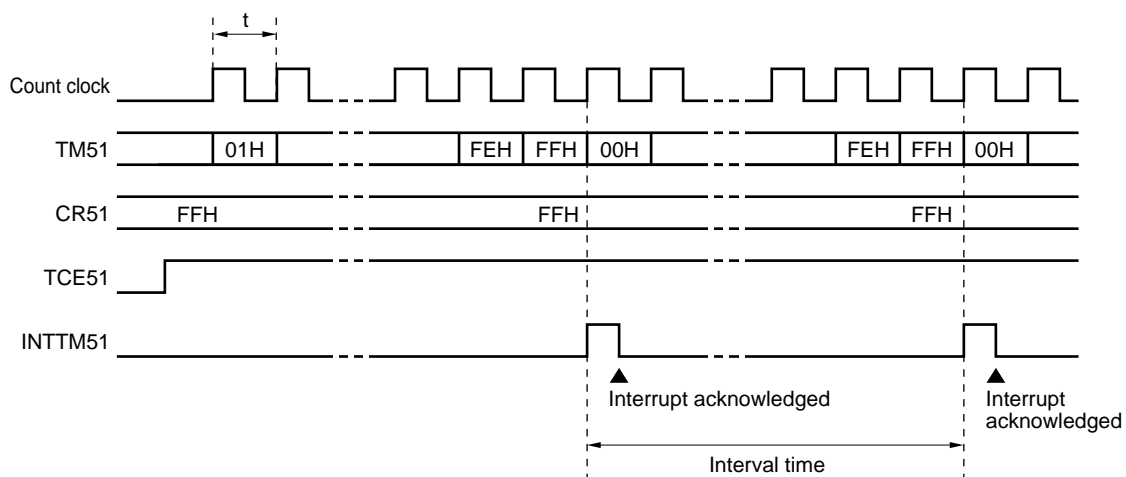 t
Count clock
TM51 01H FEH FFH 00H FEH FFH 00H
CR51 FFH FFH FFH
TCE51
INTTM51
Interrupt acknowledged Interrupt
acknowledged
Interval time